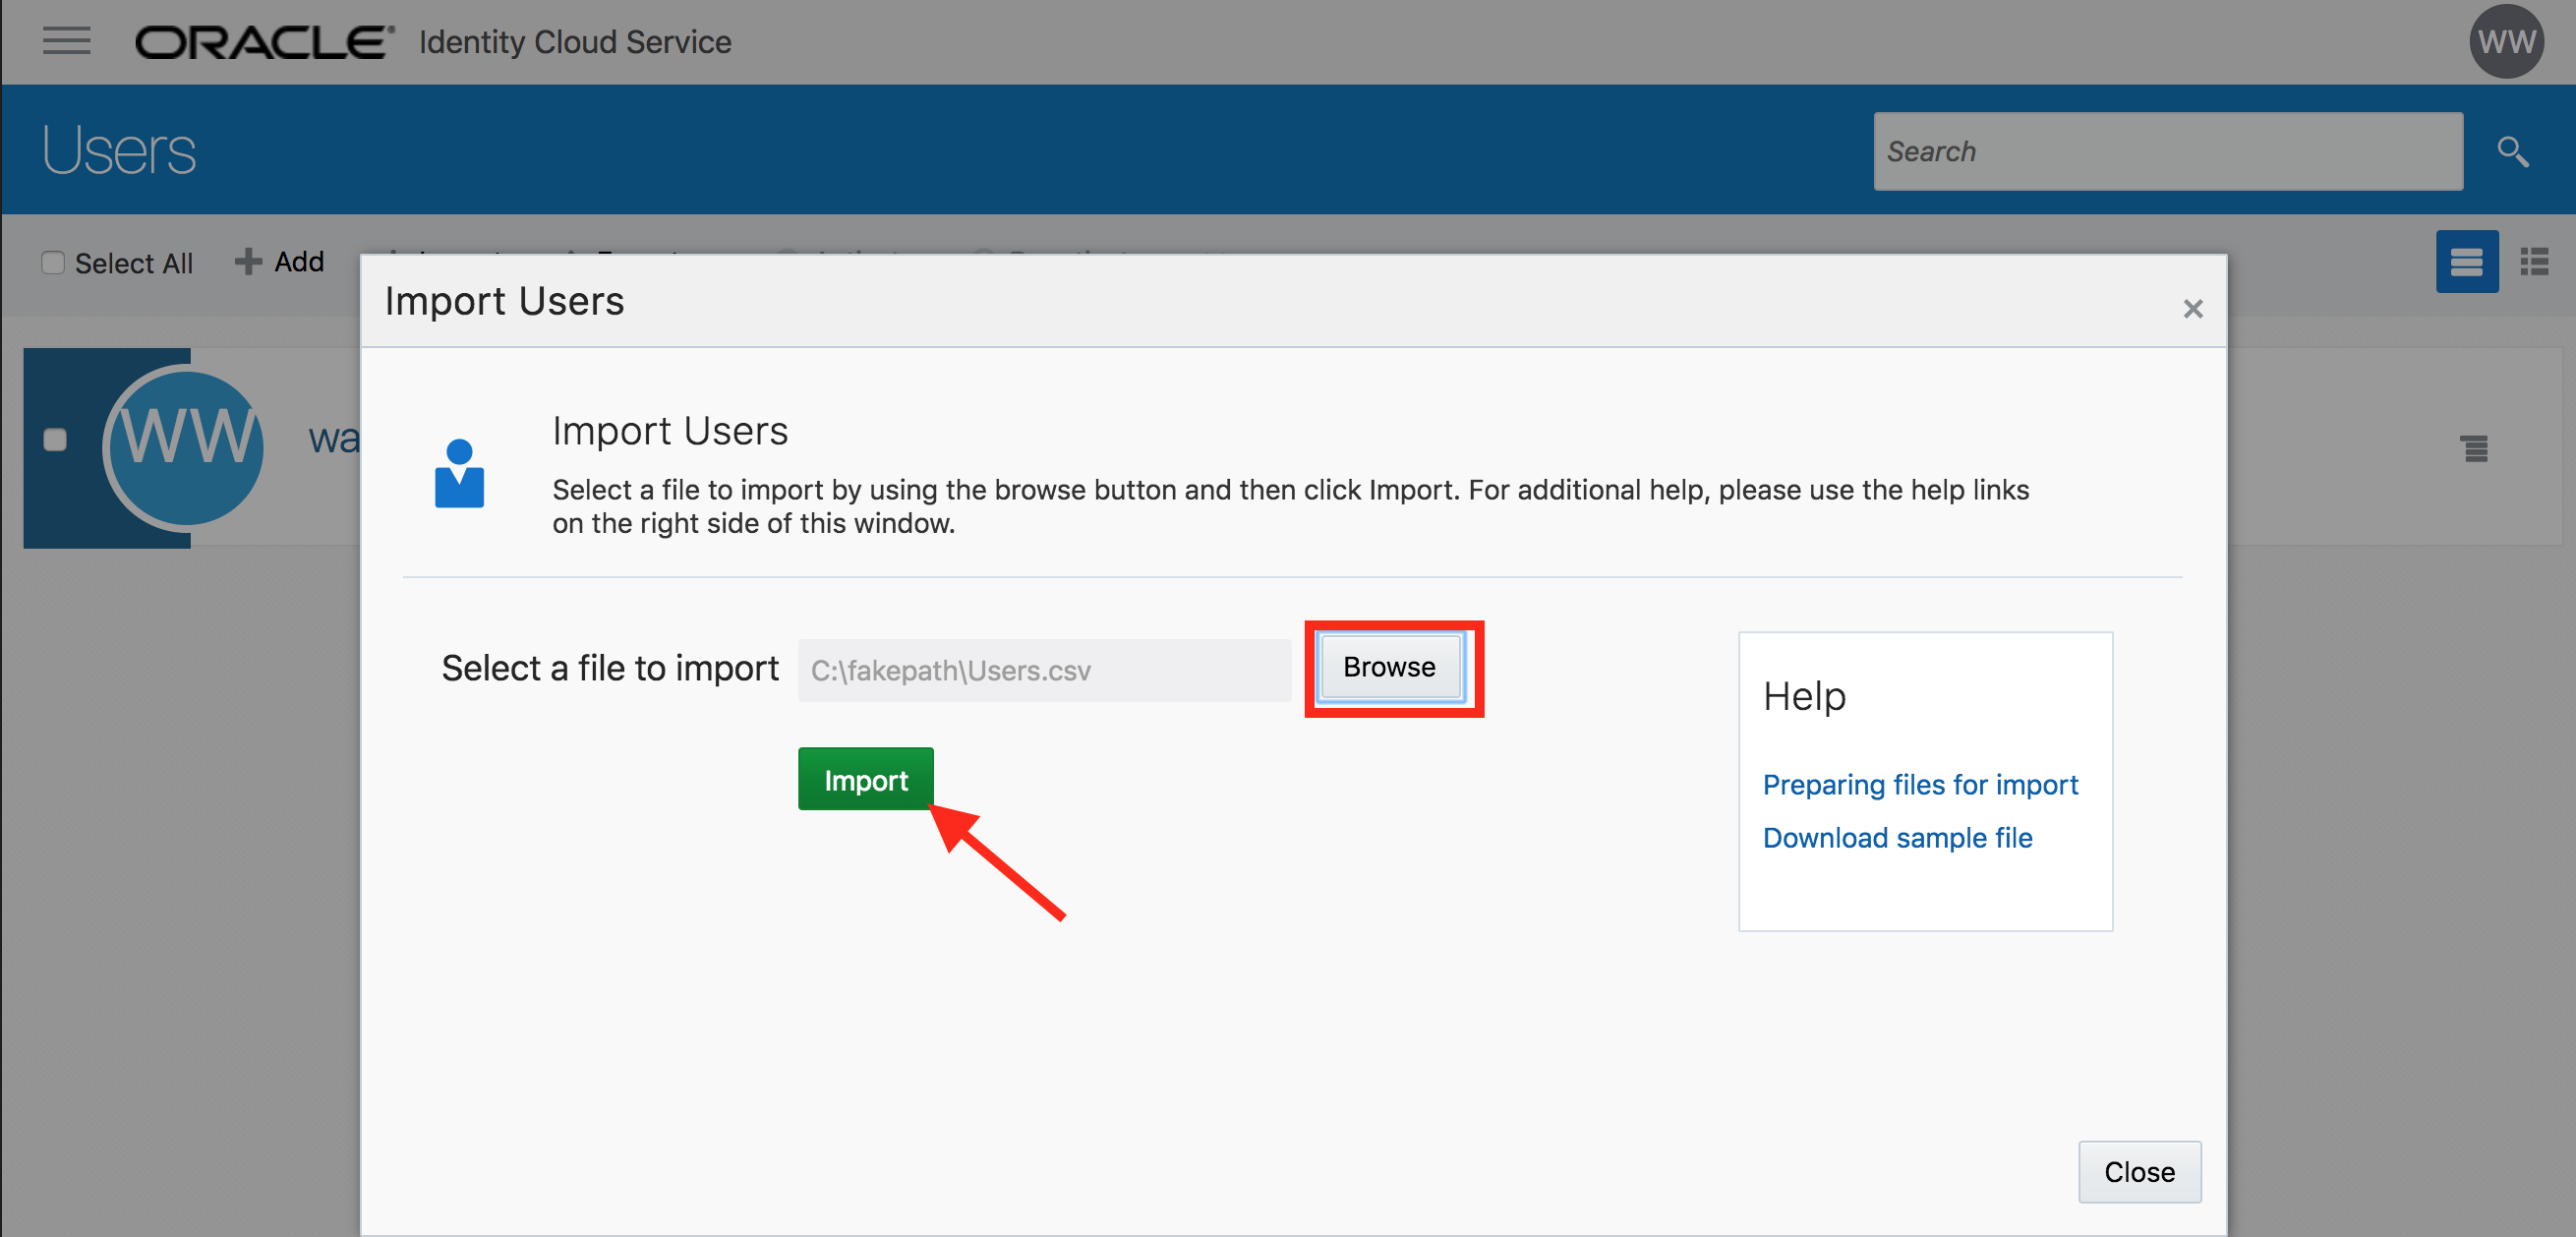 ORACLE Identity Cloud Service
WW
Users
Search
Select All
Add
Import Users
×
WW
wa
Import Users
Select a file to import by using the browse button and then click Import. For additional help, please use the help links
on the right side of this window.
Select a file to import
C:\fakepath\Users.csv
Browse
Import
Help
Preparing files for import
Download sample file
Close